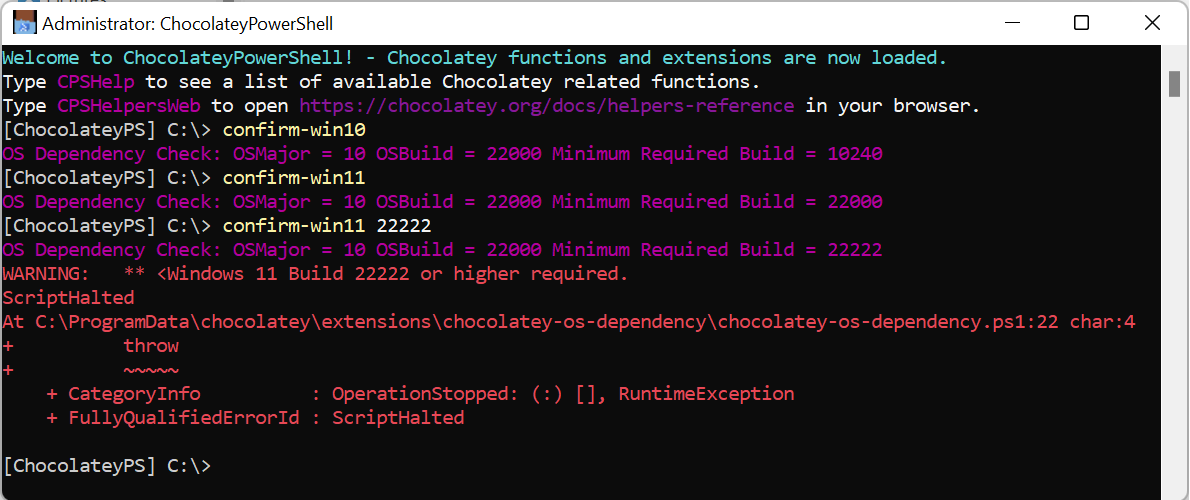 Administrator: ChocolateyPowerShell
Welcome to ChocolateyPowerShell! - Chocolatey functions and extensions are now loaded.
Type CPSHelp to see a list of available Chocolatey related functions.
Type CPSHelpersWeb to open https://chocolatey.org/docs/helpers-reference in your browser.
[ChocolateyPS] C:\> confirm-win10
OS Dependency Check: OSMajor = 10 OSBuild = 22000 Minimum Required Build = 10240
[ChocolateyPS] C:\> confirm-win11
OS Dependency Check: OSMajor = 10 OSBuild = 22000 Minimum Required Build = 22000
[ChocolateyPS] C:\> confirm-win11 22222
OS Dependency Check: OSMajor = 10 OSBuild = 22000 Minimum Required Build = 22222
WARNING:   ** <Windows 11 Build 22222 or higher required.
ScriptHalted
At C:\ProgramData\chocolatey\extensions\chocolatey-os-dependency\chocolatey-os-dependency.ps1:22 char:4
+          throw
+          ~~~~~
    + CategoryInfo          : OperationStopped: (:) [], RuntimeException
    + FullyQualifiedErrorId : ScriptHalted
[ChocolateyPS] C:\>